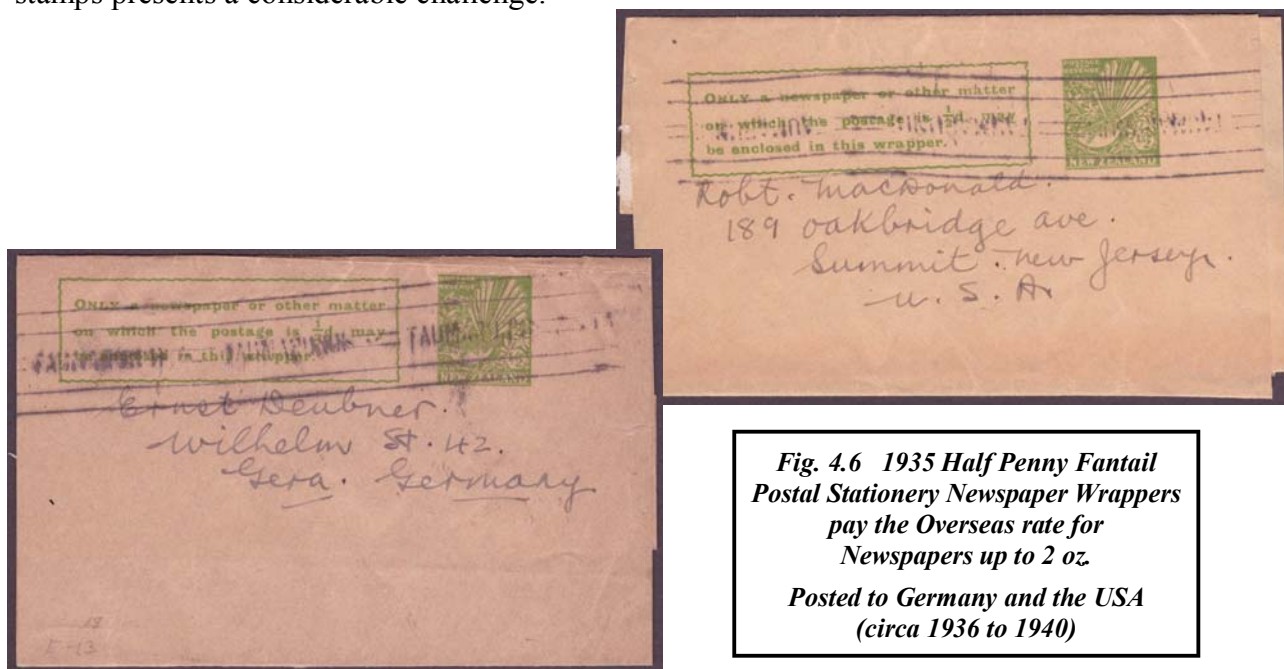 stamps presents a considerable challenge.
ONLY a newspaper or other matter
on which the postage is ½d. may
be enclosed in this wrapper.
NEW ZEALAND
Robt. MacDonald.
189 Oakbridge Ave.
Summit. New Jersey.
U. S. A.
ONLY a newspaper or other matter
on which the postage is ½d. may
be enclosed in this wrapper.
NEW ZEALAND
Ernst Deubner.
Wilhelm St. 42.
Gera. Germany
E-13
Fig. 4.6 1935 Half Penny Fantail
Postal Stationery Newspaper Wrappers
pay the Overseas rate for
Newspapers up to 2 oz.
Posted to Germany and the USA
(circa 1936 to 1940)